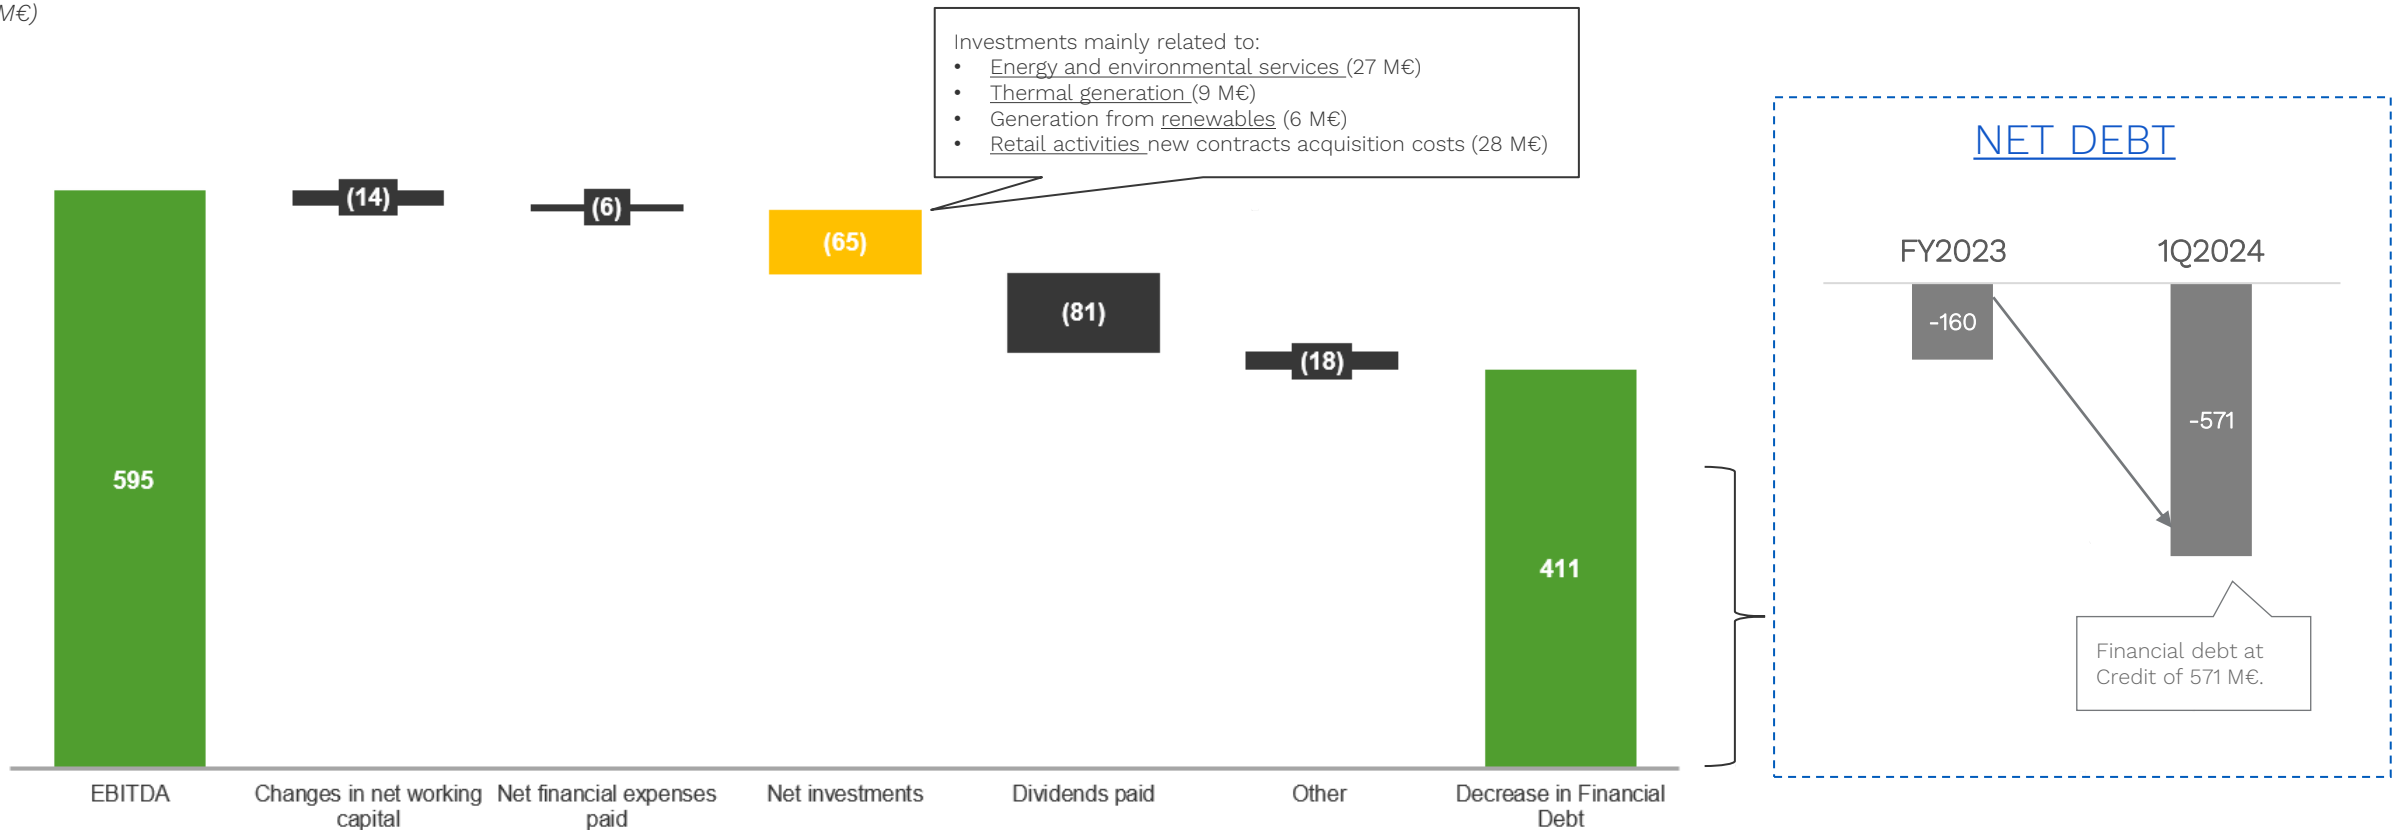 M€)
Investments mainly related to:
• Energy and environmental services (27 M€)
• Thermal generation (9 M€)
• Generation from renewables (6 M€)
• Retail activities new contracts acquisition costs (28 M€)
NET DEBT
FY2023 1Q2024
-160
-571
Financial debt at
Credit of 571 M€.
595
(14)
(6)
(65)
(81)
(18)
411
EBITDA
Changes in net working
capital
Net financial expenses
paid
Net investments
Dividends paid
Other
Decrease in Financial
Debt